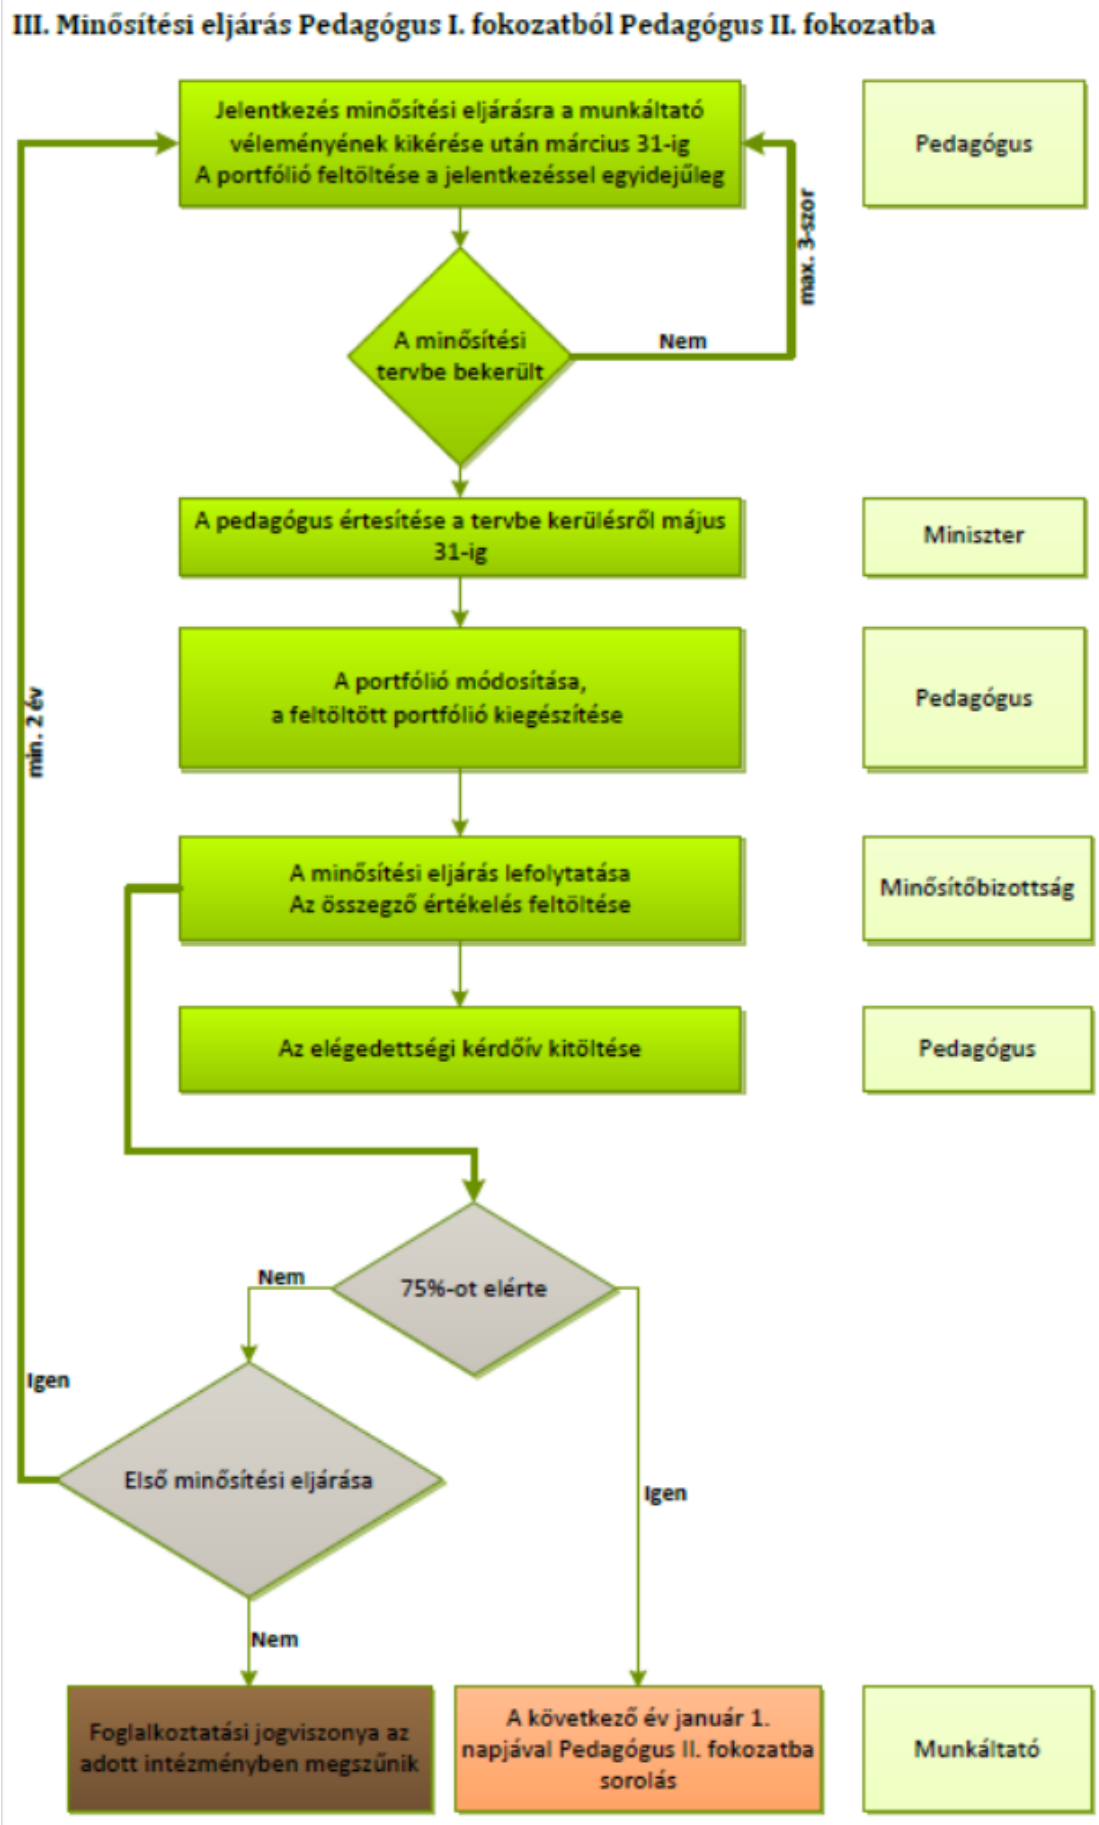 III. Minősítési eljárás Pedagógus I. fokozatból Pedagógus II. fokozatba
Jelentkezés minősítési eljárásra a munkáltató
véleményének kikérése után március 31-ig
A portfólió feltöltése a jelentkezéssel egyidejűleg
Pedagógus
max. 3-szor
A minősítési
tervbe bekerült
Nem
A pedagógus értesítése a tervbe kerülésről május
31-ig
Miniszter
A portfólió módosítása,
a feltöltött portfólió kiegészítése
Pedagógus
min. 2 év
A minősítési eljárás lefolytatása
Az összegző értékelés feltöltése
Minősítőbizottság
Az elégedettségi kérdőív kitöltése
Pedagógus
75%-ot elérte
Nem
Igen
Első minősítési eljárása
Igen
Nem
Foglalkoztatási jogviszonya az
adott intézményben megszűnik
A következő év január 1.
napjával Pedagógus II. fokozatba
sorolás
Munkáltató